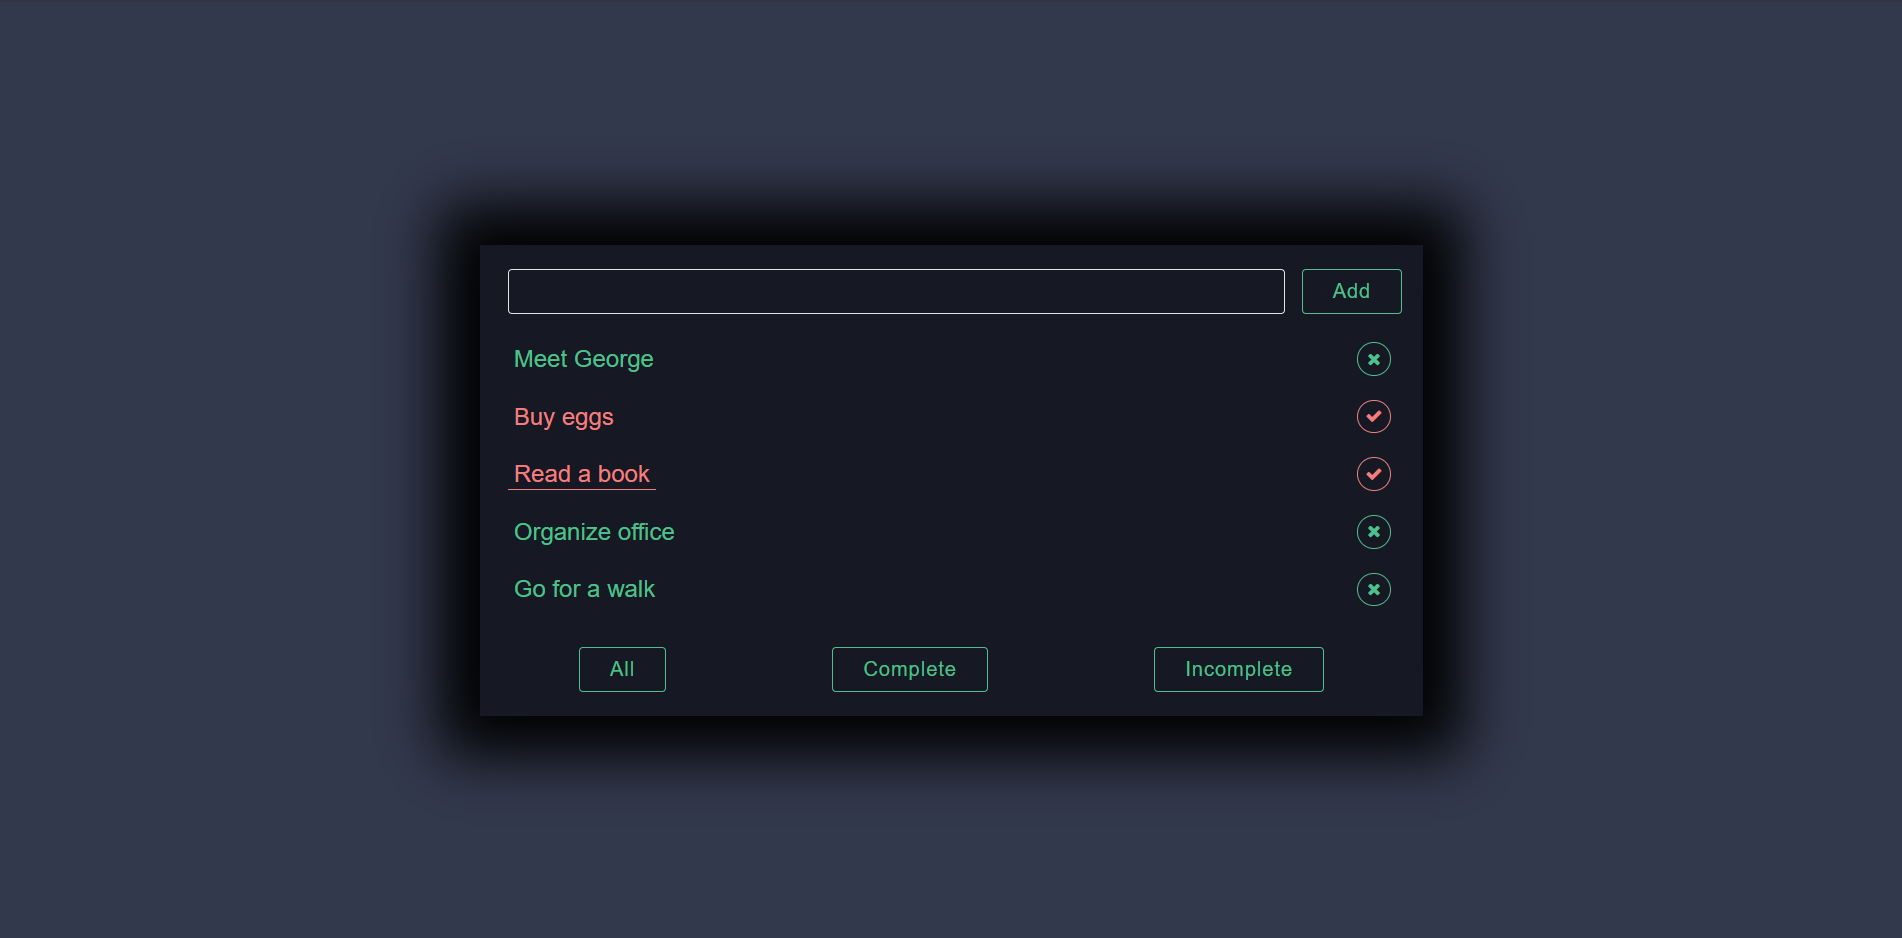 Add
Meet George
Buy eggs
Read a book
Organize office
Go for a walk
All Complete Incomplete